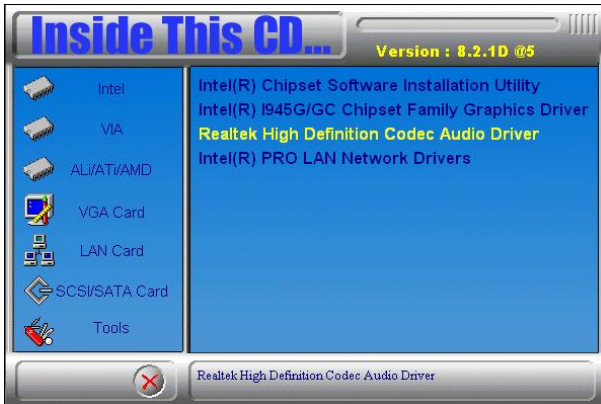 Inside This CD...
Version : 8.2.1D @5
Intel
VIA
ALi/ATi/AMD
VGA Card
LAN Card
SCSI/SATA Card
Tools
Intel(R) Chipset Software Installation Utility
Intel(R) I945G/GC Chipset Family Graphics Driver
Realtek High Definition Codec Audio Driver
Intel(R) PRO LAN Network Drivers
Realtek High Definition Codec Audio Driver